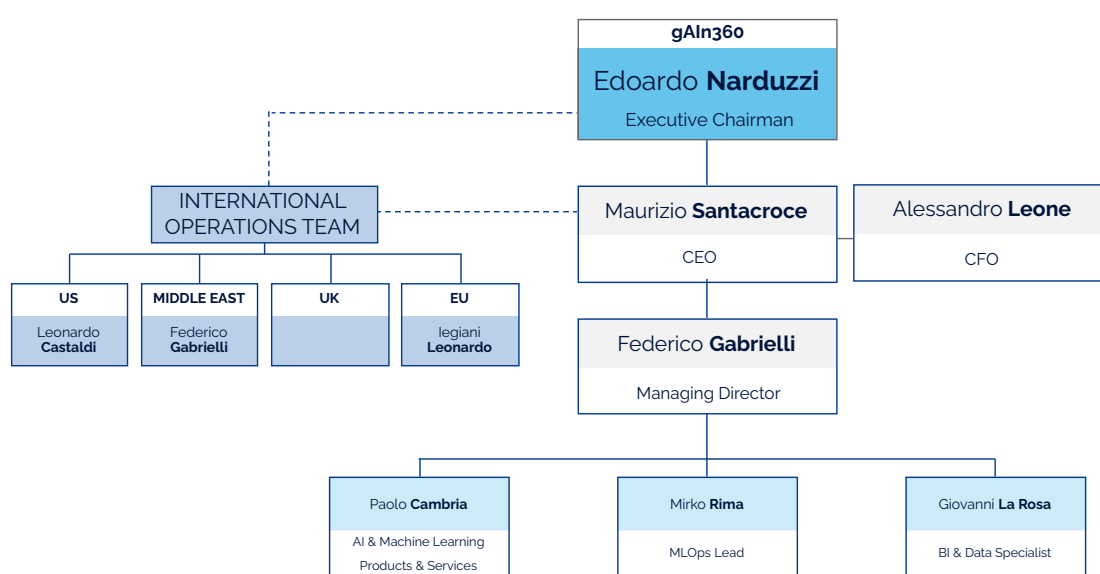 gAIn360
Edoardo Narduzzi
Executive Chairman
INTERNATIONAL
OPERATIONS TEAM
Maurizio Santacroce
CEO
Alessandro Leone
CFO
US
Leonardo
Castaldi
MIDDLE EAST
Federico
Gabrielli
UK
EU
Iegiani
Leonardo
Federico Gabrielli
Managing Director
Paolo Cambria
AI & Machine Learning
Products & Services
Mirko Rima
MLOps Lead
Giovanni La Rosa
BI & Data Specialist